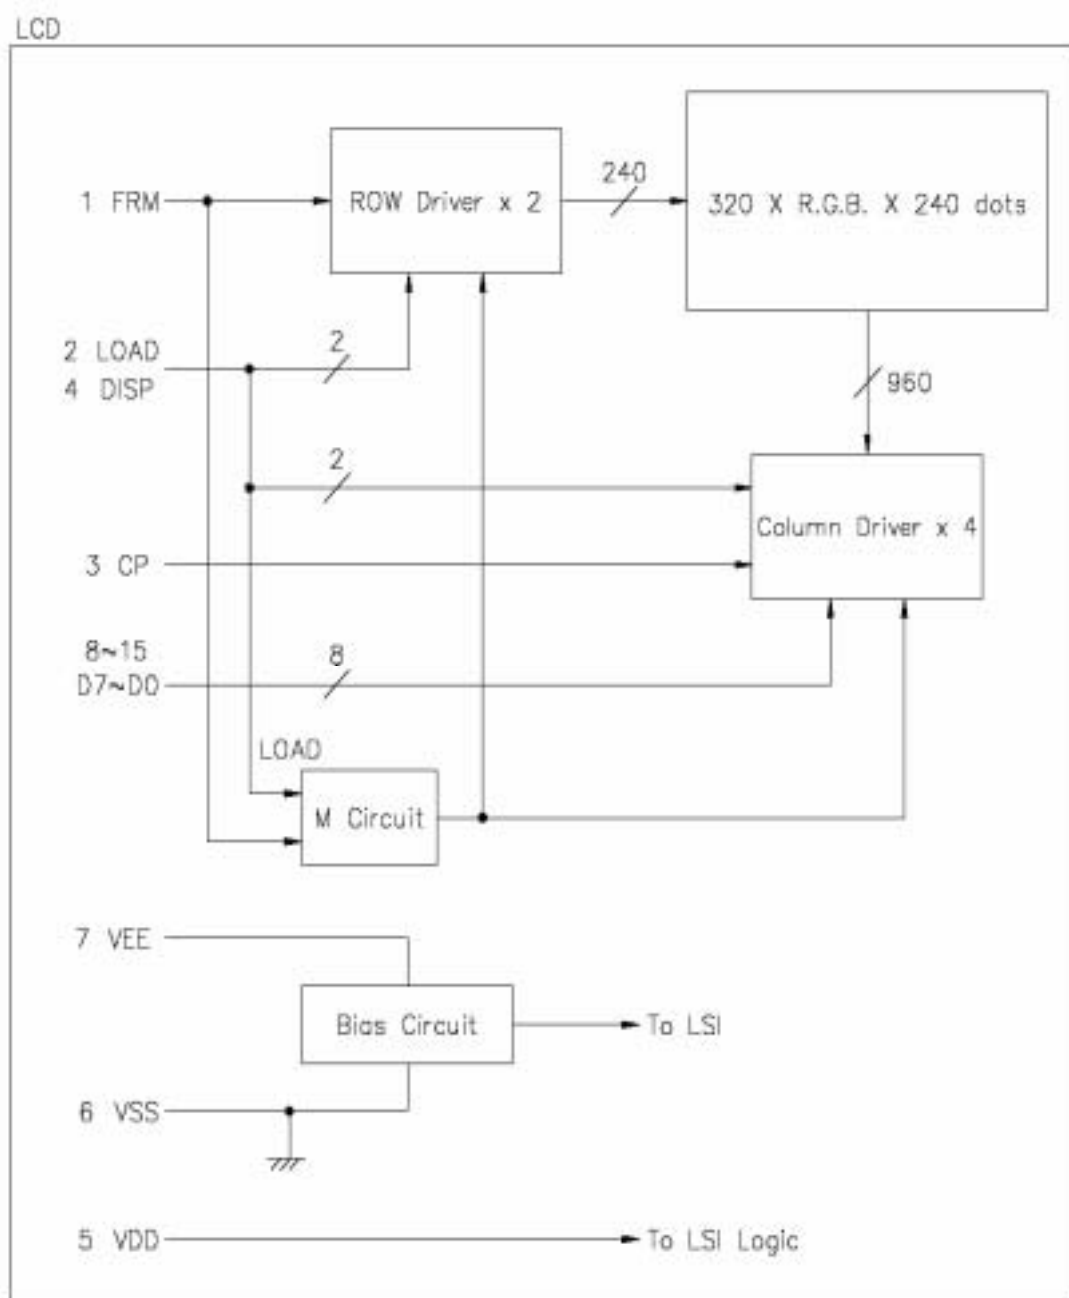 LCD
1 FRM
ROW Driver x 2
240
320 X R.G.B. X 240 dots
2 LOAD
4 DISP
2
960
2
Column Driver x 4
3 CP
8~15
D7~D0
8
LOAD
M Circuit
7 VEE
Bias Circuit
To LSI
6 VSS
5 VDD
To LSI Logic